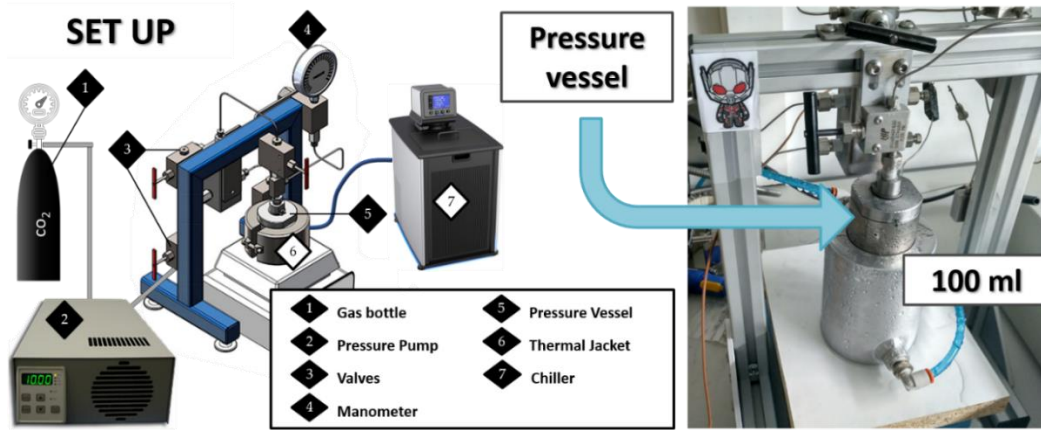 SET UP
Pressure
vessel
1
4
3
CO2
5
7
6
2
1000
1 Gas bottle
2 Pressure Pump
3 Valves
4 Manometer
5 Pressure Vessel
6 Thermal Jacket
7 Chiller
100 ml